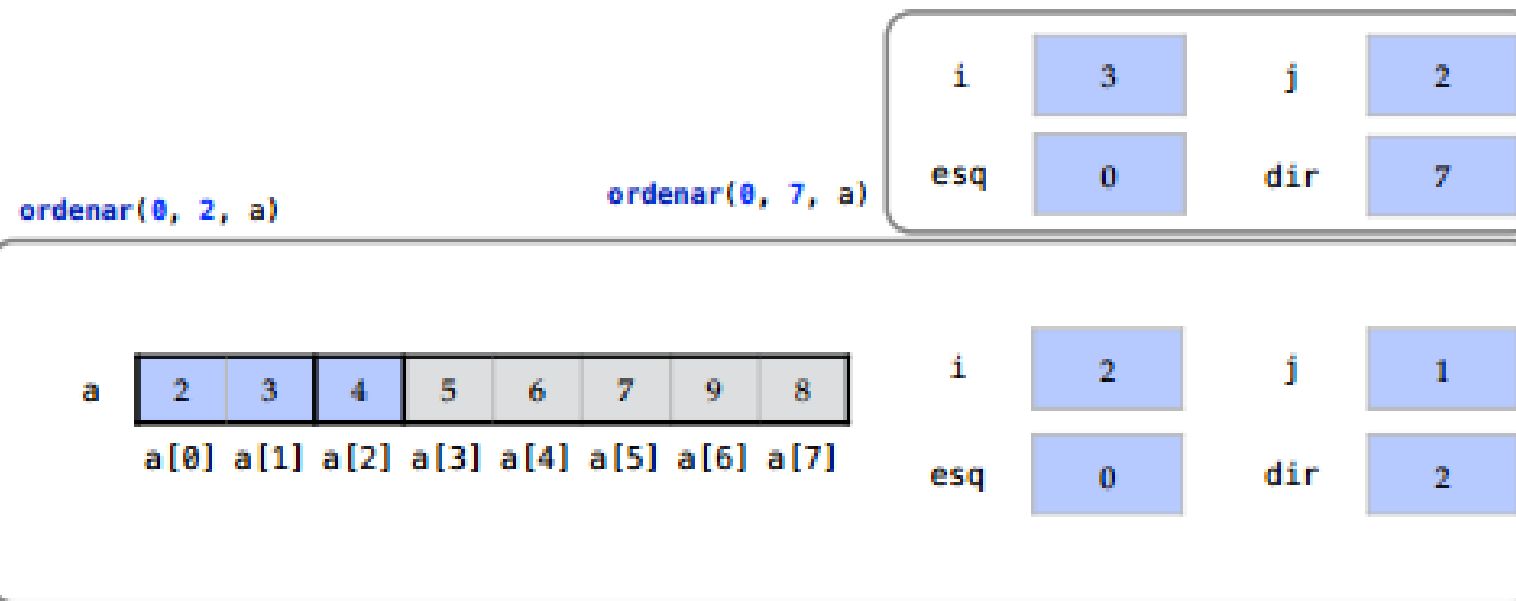 i 3 j 2
esq 0 dir 7
ordenar(0, 7, a)
ordenar(0, 2, a)
a 2 3 4 5 6 7 9 8
a[0] a[1] a[2] a[3] a[4] a[5] a[6] a[7]
i 2 j 1
esq 0 dir 2